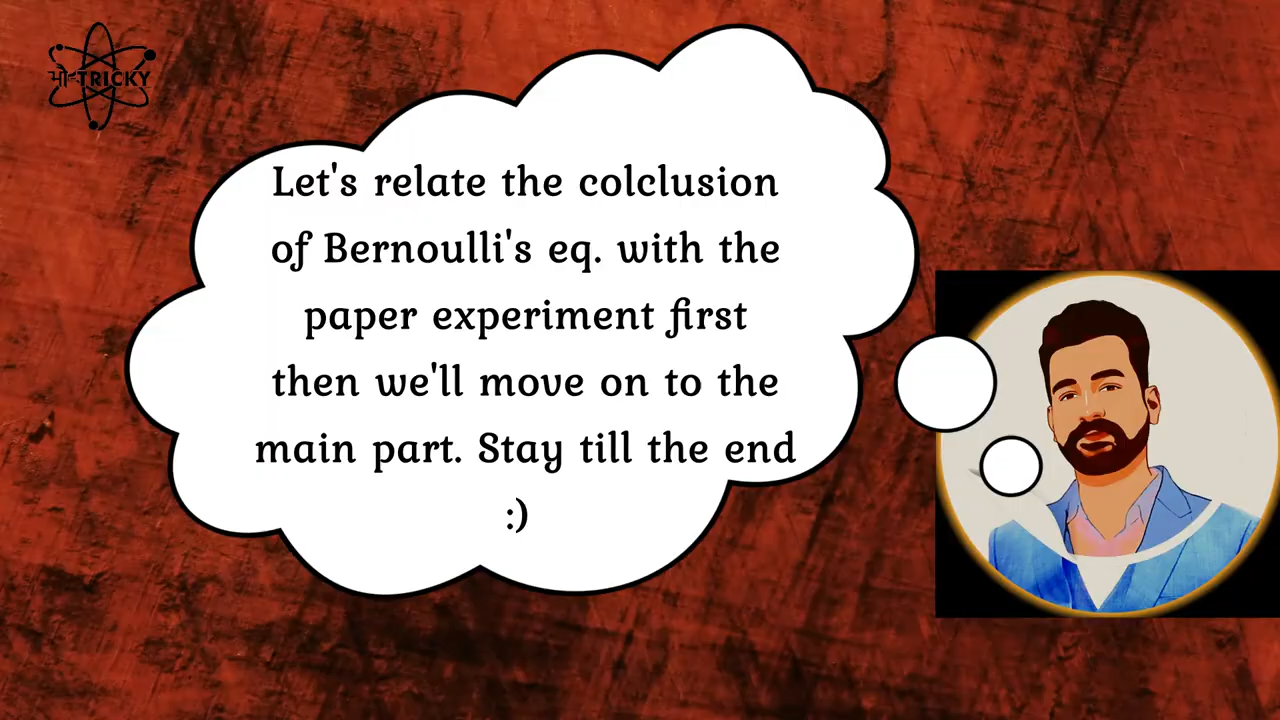 भौ-TRICKY
Let's relate the colclusion
of Bernoulli's eq. with the
paper experiment first
then we'll move on to the
main part. Stay till the end
:)